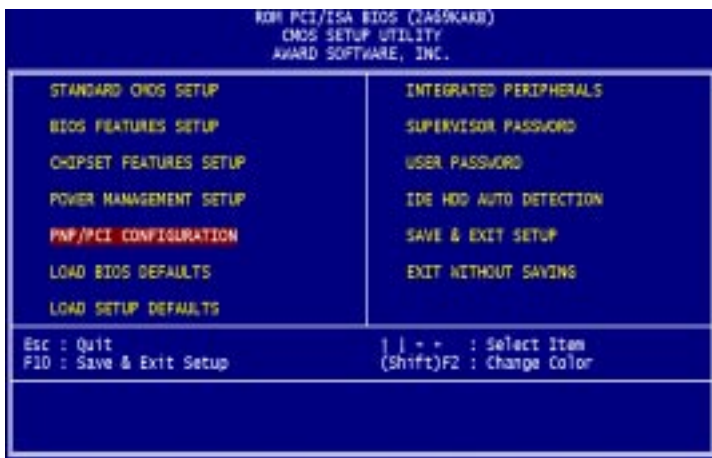 ROM PCI/ISA BIOS (2A69KAKB)
CMOS SETUP UTILITY
AWARD SOFTWARE, INC.
STANDARD CMOS SETUP
BIOS FEATURES SETUP
CHIPSET FEATURES SETUP
POWER MANAGEMENT SETUP
PNP/PCI CONFIGURATION
LOAD BIOS DEFAULTS
LOAD SETUP DEFAULTS
INTEGRATED PERIPHERALS
SUPERVISOR PASSWORD
USER PASSWORD
IDE HDD AUTO DETECTION
SAVE & EXIT SETUP
EXIT WITHOUT SAVING
Esc : Quit
F10 : Save & Exit Setup
: Select Item
(Shift)F2 : Change Color